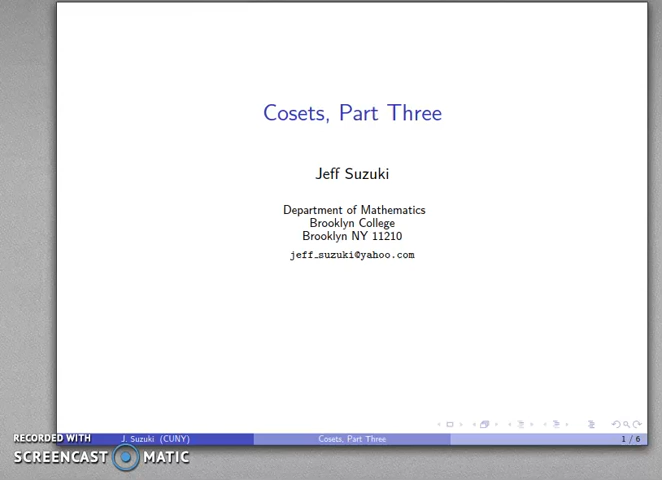 Cosets, Part Three
Jeff Suzuki
Department of Mathematics
Brooklyn College
Brooklyn NY 11210
jeff_suzuki@yahoo.com
J. Suzuki (CUNY)
Cosets, Part Three
1 / 6
RECORDED WITH
SCREENCAST MATIC